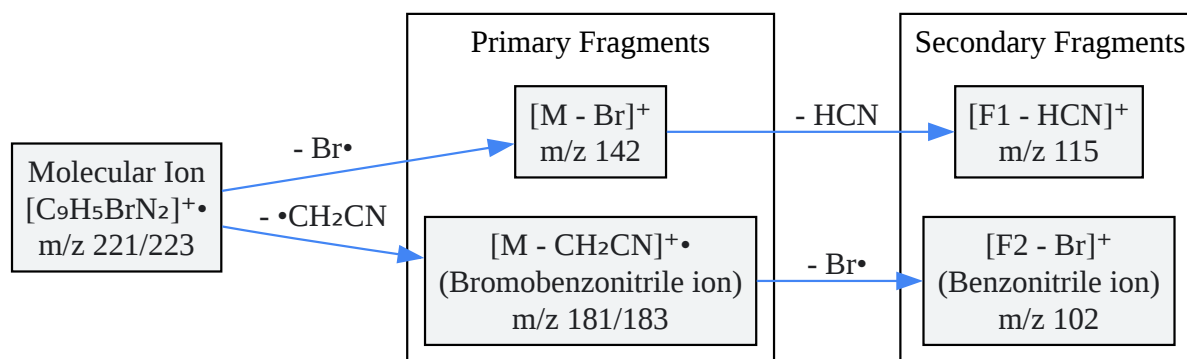 Primary Fragments
Secondary Fragments
Molecular Ion
[C₉H₅BrN₂]⁺•
m/z 221/223
- Br•
- •CH₂CN
[M - Br]⁺
m/z 142
[M - CH₂CN]⁺•
(Bromobenzonitrile ion)
m/z 181/183
- HCN
- Br•
[F1 - HCN]⁺
m/z 115
[F2 - Br]⁺
(Benzonitrile ion)
m/z 102